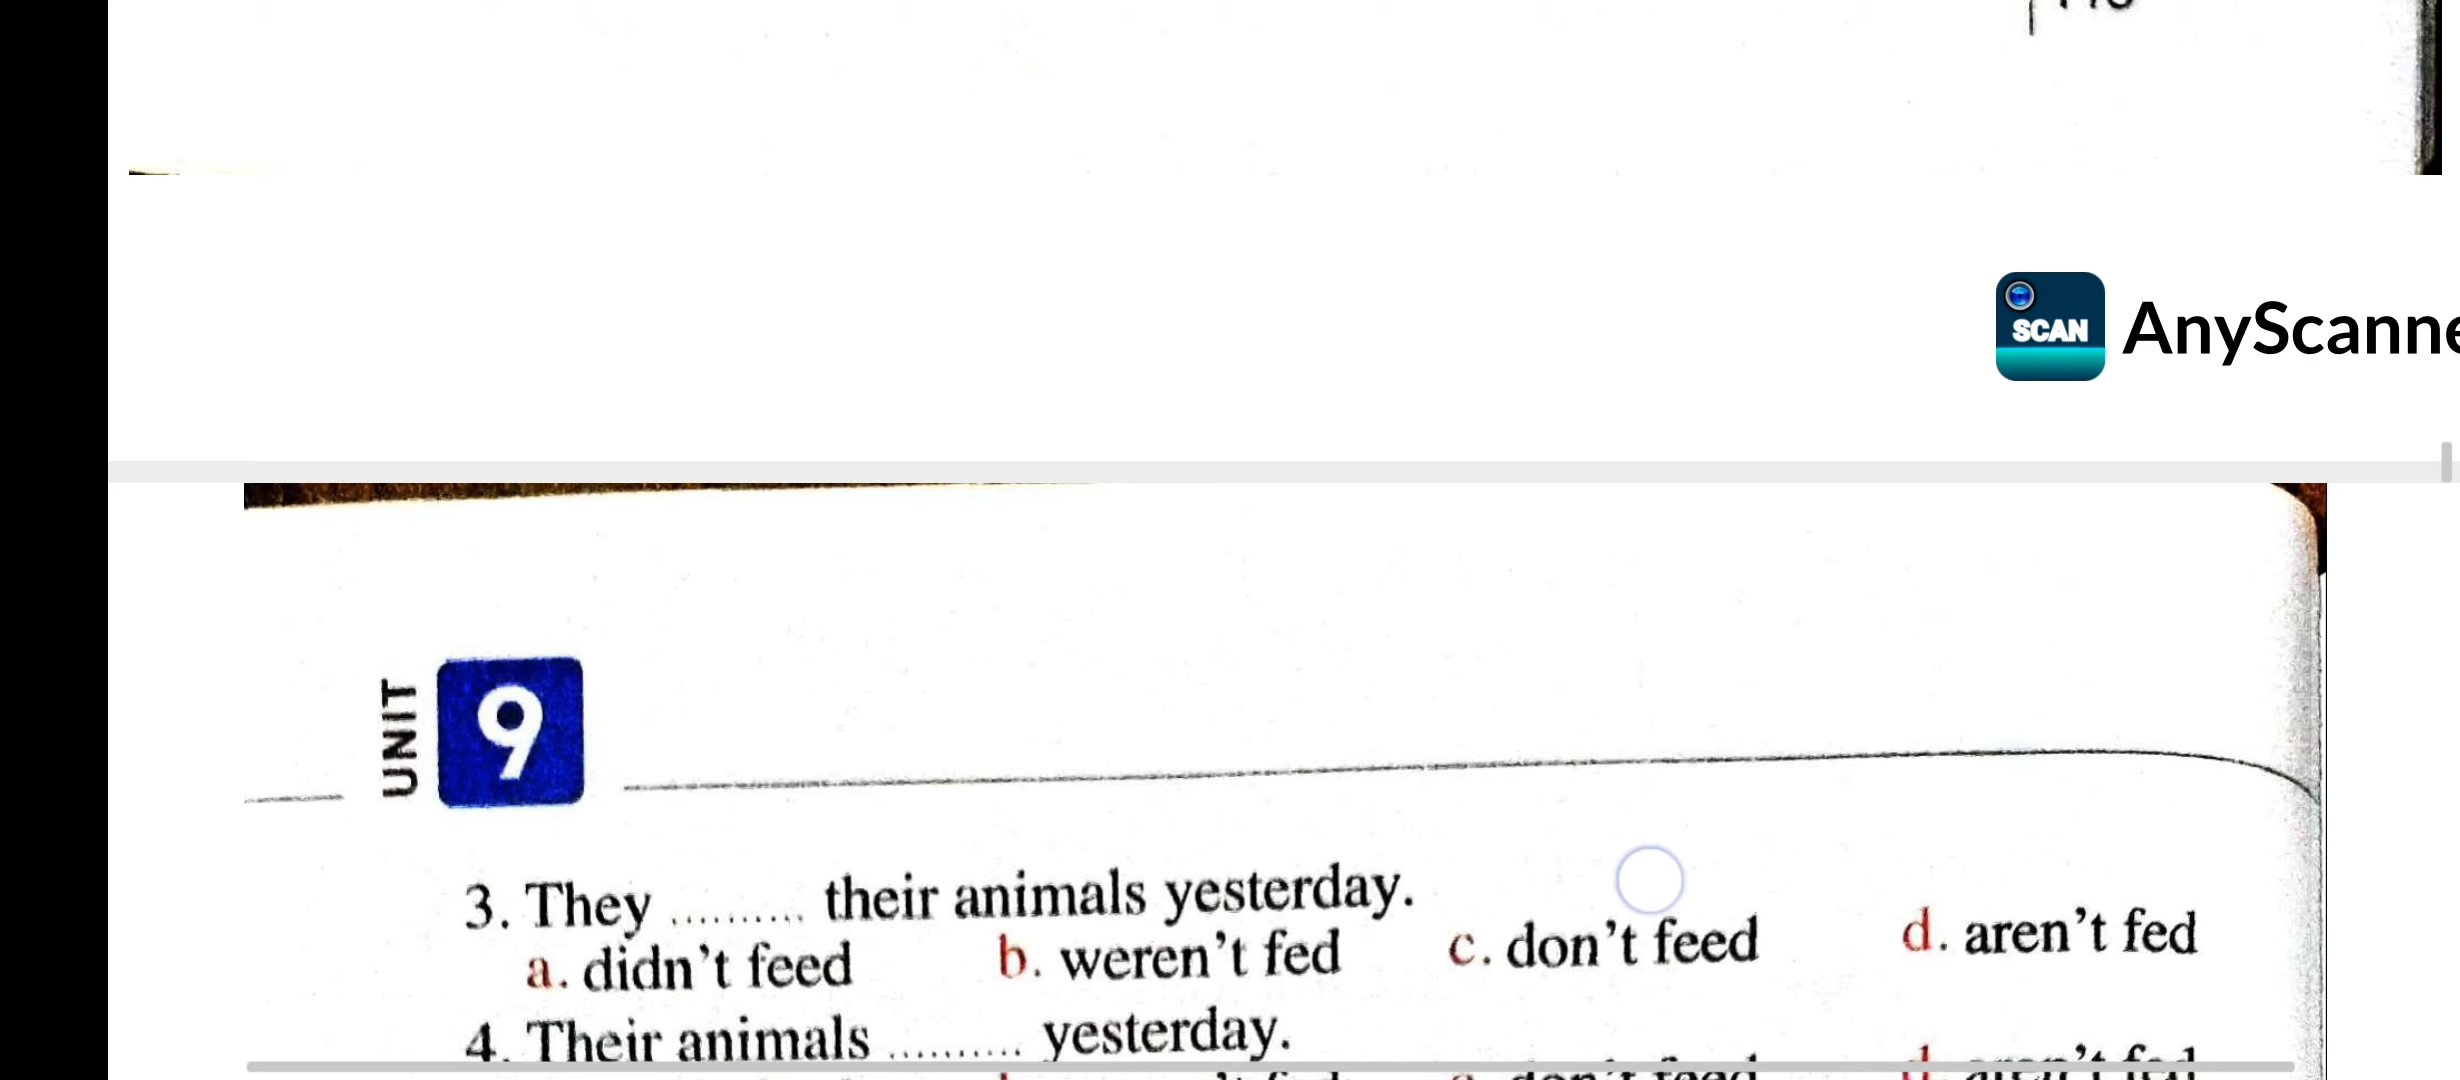 SCAN
AnyScanne
UNIT
9
3. They .......... their animals yesterday.
a. didn't feed b. weren't fed c. don't feed d. aren't fed
4. Their animals .......... yesterday.